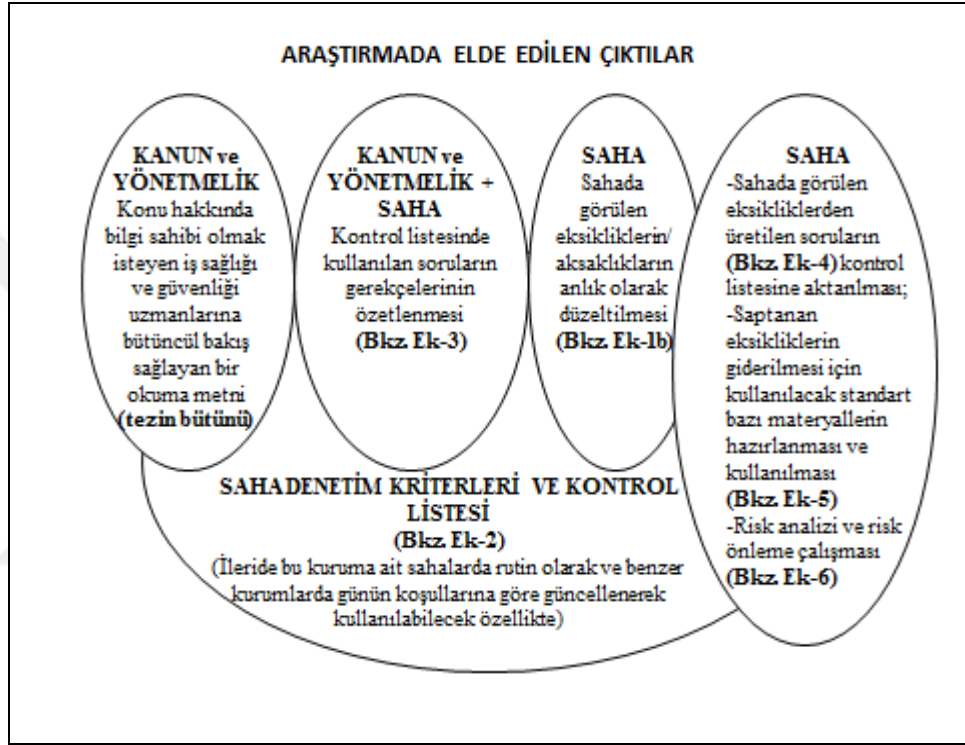 ARAŞTIRMADA ELDE EDİLEN ÇIKTILAR
KANUN ve
YÖNETMELİK
Konu hakkında
bilgi sahibi olmak
isteyen iş sağlığı
ve güvenliği
uzmanlarına
bütüncül bakış
sağlayan bir
okuma metni
(tezin bütünü)
KANUN ve
YÖNETMELİK +
SAHA
Kontrol listesinde
kullanılan soruların
gerekçelerinin
özetlenmesi
(Bkz. Ek-3)
SAHA
Sahada
görülen
eksikliklerin/
aksaklıkların
anlık olarak
düzeltilmesi
(Bkz. Ek-1b)
SAHA
-Sahada görülen
eksikliklerden
üretilen soruların
(Bkz. Ek-4) kontrol
listesine aktarılması;
-Saptanan
eksikliklerin
giderilmesi için
kullanılacak standart
bazı materyallerin
hazırlanması ve
kullanılması
(Bkz. Ek-5)
-Risk analizi ve risk
önleme çalışması
(Bkz. Ek-6)
SAHA DENETİM KRİTERLERİ VE KONTROL
LİSTESİ
(Bkz. Ek-2)
(İleride bu kuruma ait sahalarda rutin olarak ve benzer
kurumlarda günün koşullarına göre güncellenerek
kullanılabilecek özellikte)